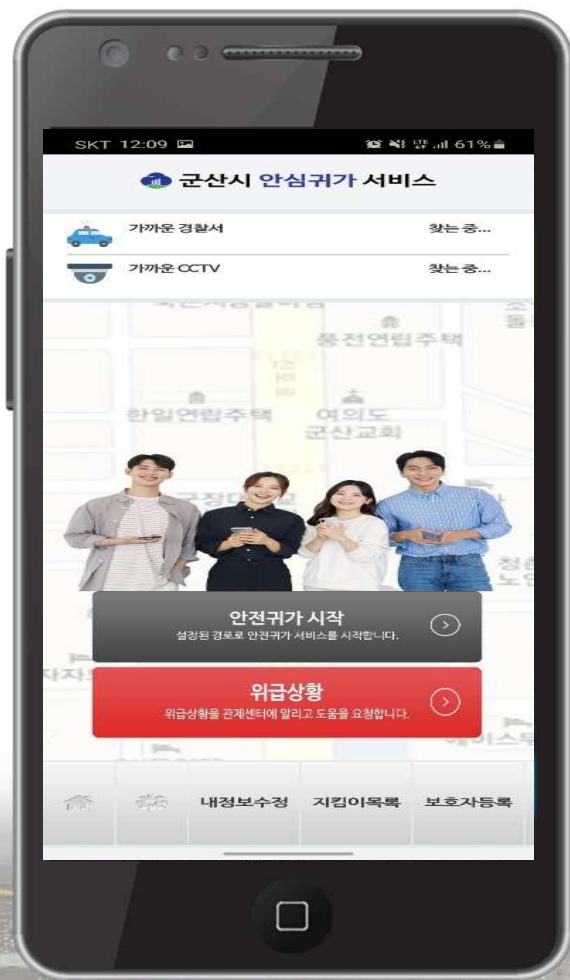 SKT 12:09
LTE 61%
군산시 안심귀가 서비스
가까운 경찰서 찾는 중...
가까운 CCTV 찾는 중...
풍전연립주택
한일연립주택
여의도
군산교회
안전귀가 시작
설정된 경로로 안전귀가 서비스를 시작합니다.
위급상황
위급상황을 관제센터에 알리고 도움을 요청합니다.
내정보수정 지킴이목록 보호자등록